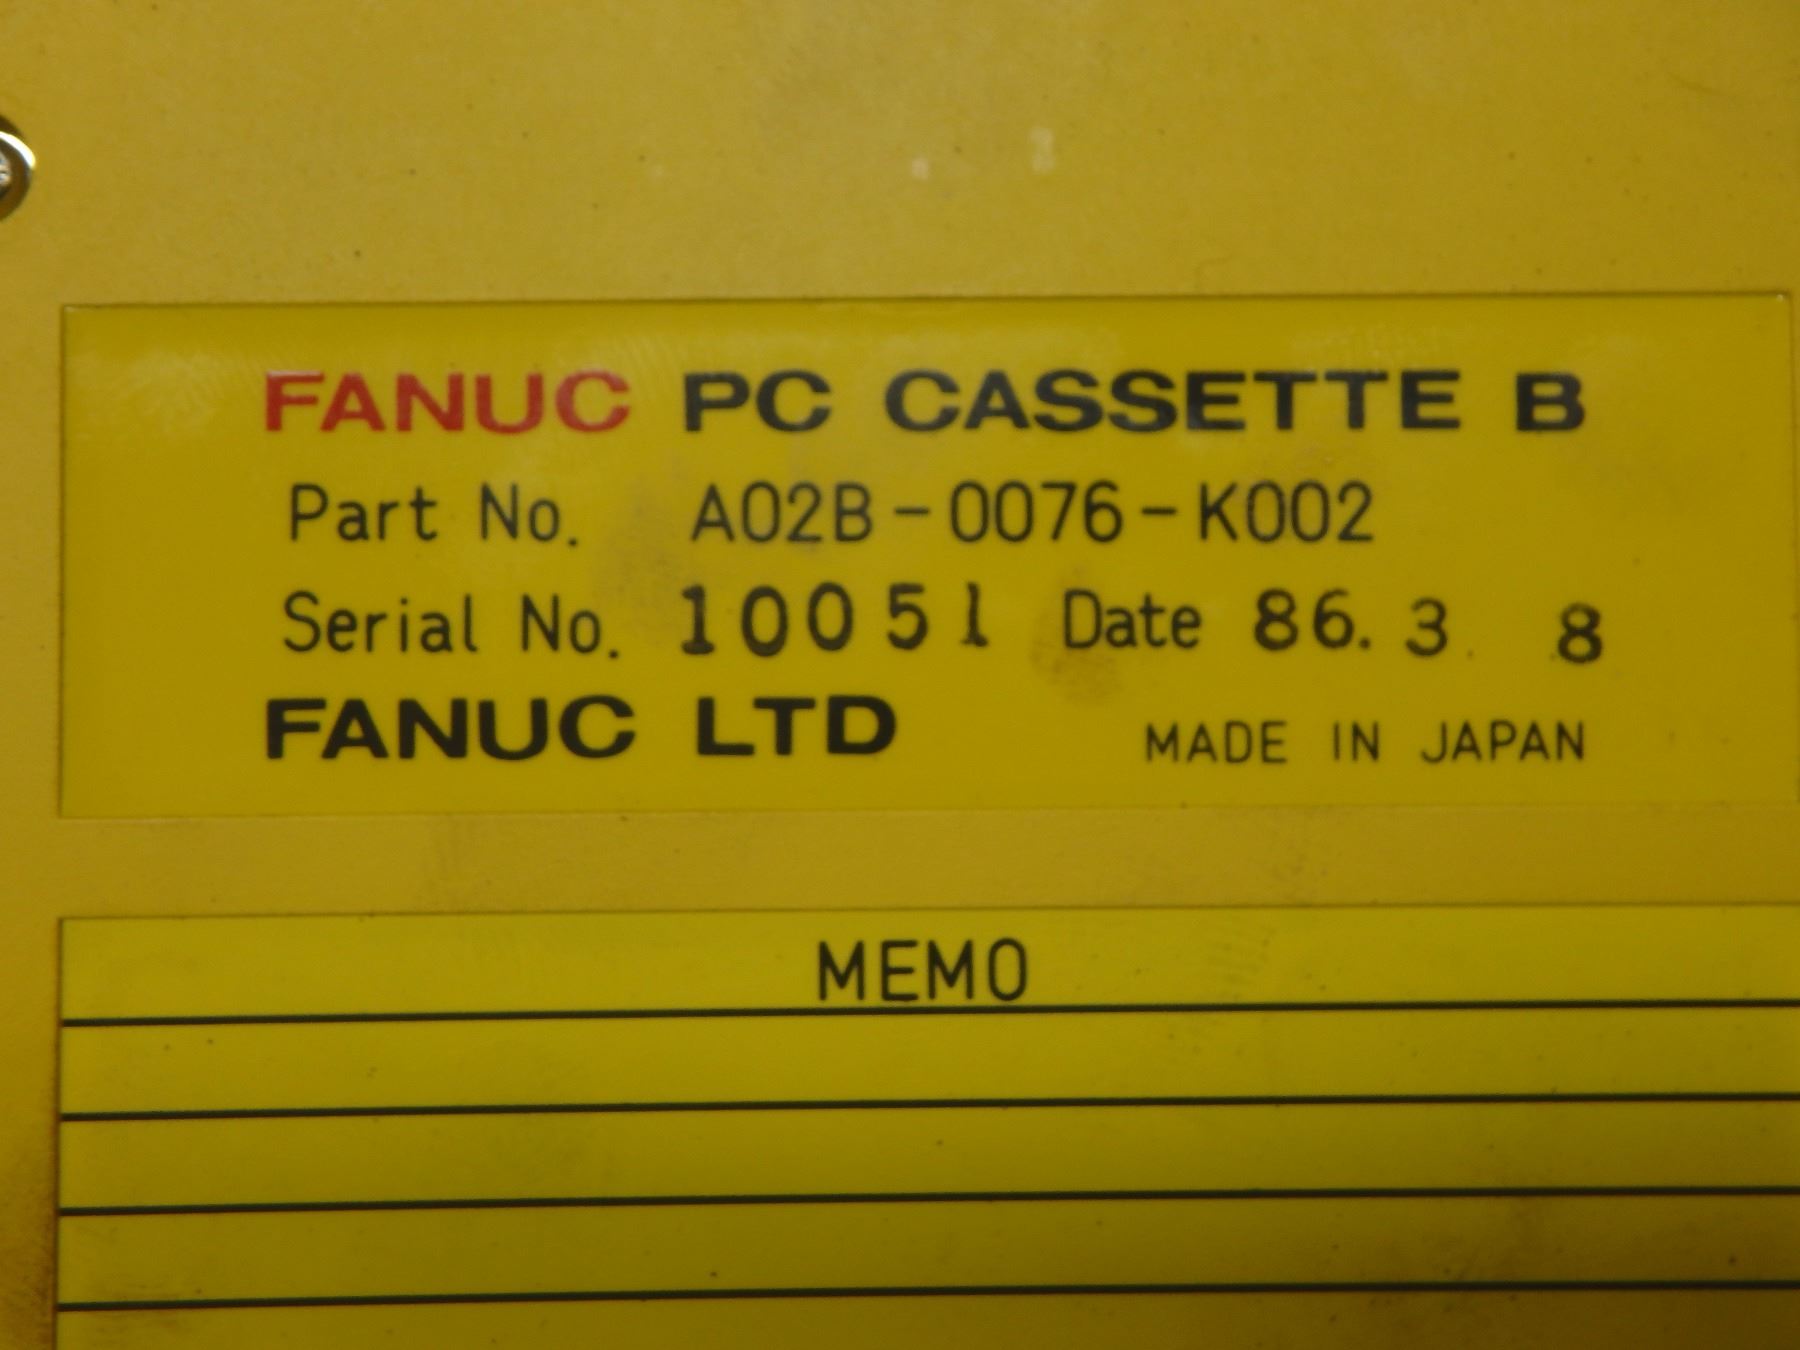 FANUC PC CASSETTE B
Part No. A02B-0076-K002
Serial No. 10051 Date 86. 3. 8
FANUC LTD MADE IN JAPAN
MEMO